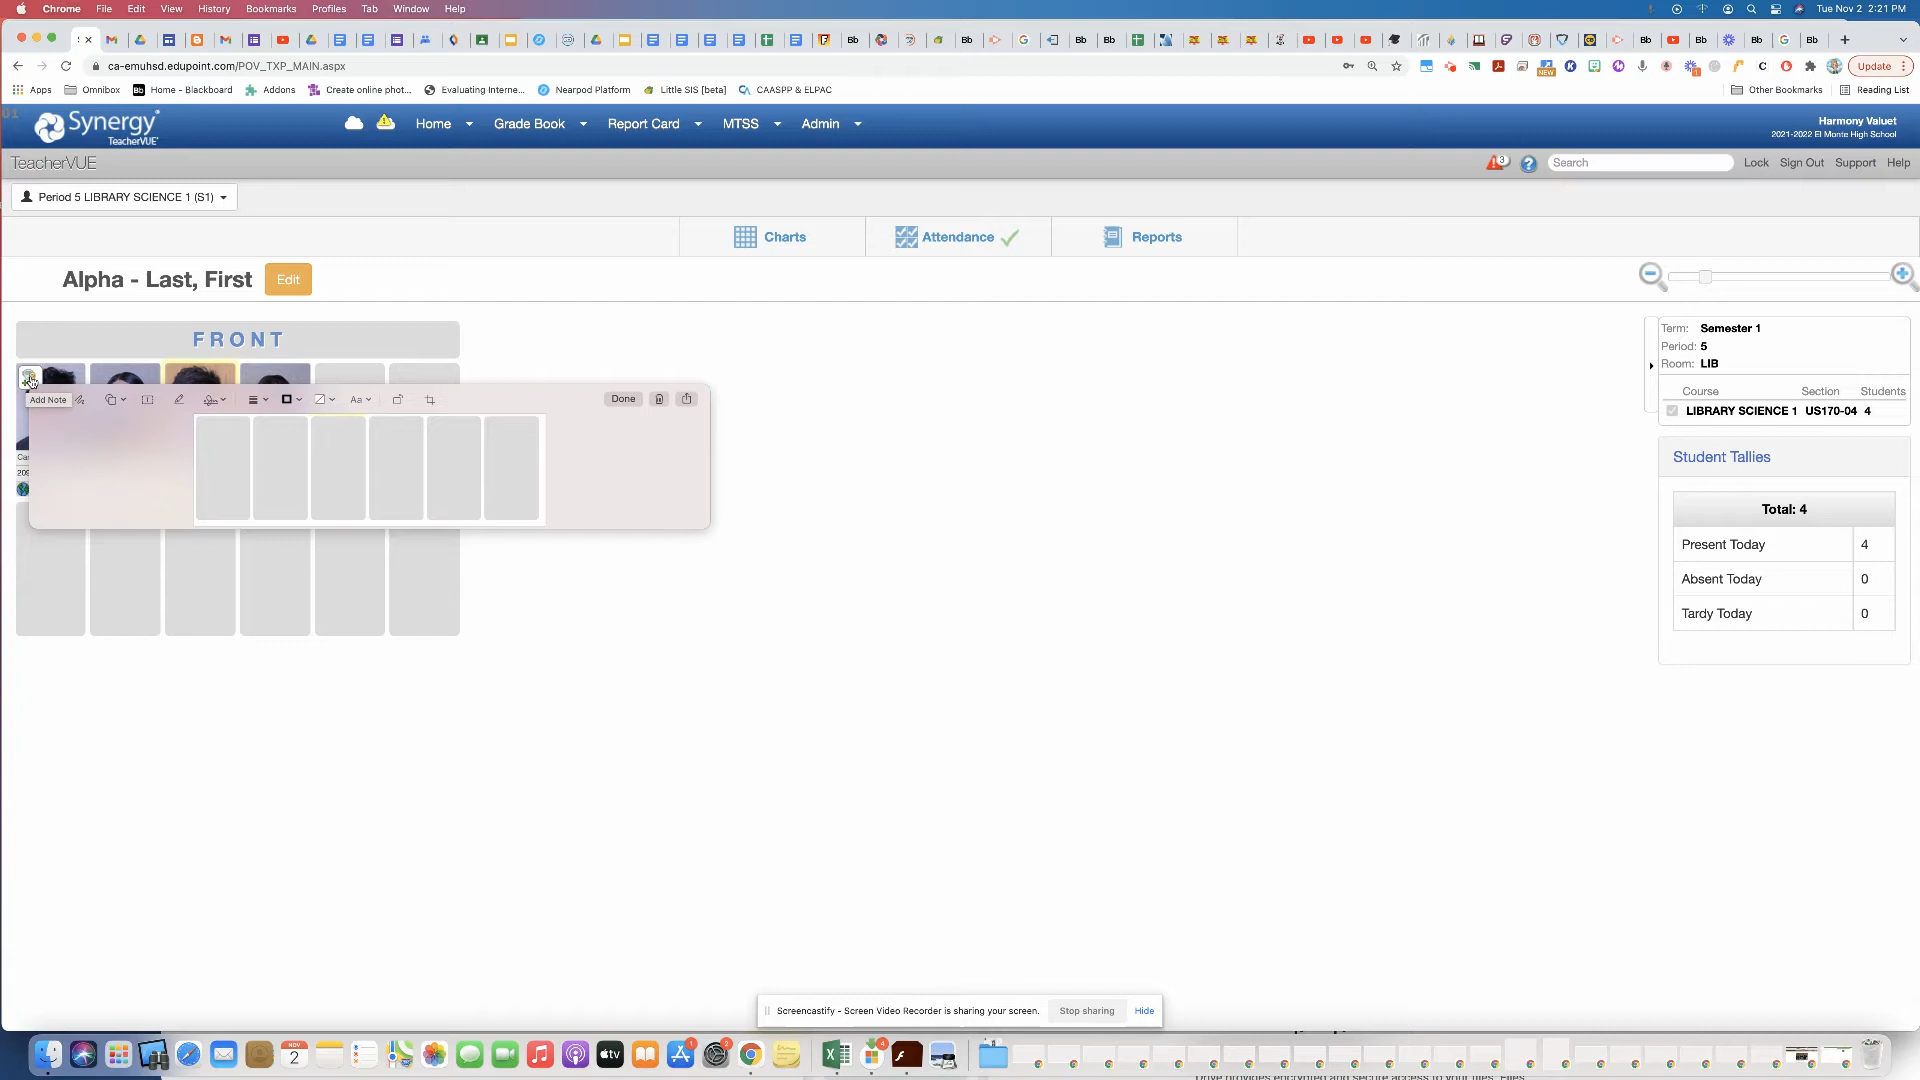 Chrome File Edit View History Bookmarks Profiles Tab Window Help Tue Nov 2 2:21 PM
ca-emuhsd.edupoint.com/POV_TXP_MAIN.aspx Update
Apps Omnibox Home - Blackboard Addons Create online phot... Evaluating Interne... Nearpod Platform Little SIS [beta] CAASPP & ELPAC Other Bookmarks Reading List
Synergy TeacherVUE Home Grade Book Report Card MTSS Admin Harmony Valuet
2021-2022 El Monte High School
TeacherVUE 3 Search Lock Sign Out Support Help
Period 5 LIBRARY SCIENCE 1 (S1)
Charts Attendance Reports
Alpha - Last, First Edit
FRONT
Term: Semester 1
Period: 5
Room: LIB
Course Section Students
LIBRARY SCIENCE 1 US170-04 4
Add Note Aa Done
Student Tallies
Total: 4
Present Today 4
Absent Today 0
Tardy Today 0
Screencastify - Screen Video Recorder is sharing your screen. Stop sharing Hide
NOV
2
tv